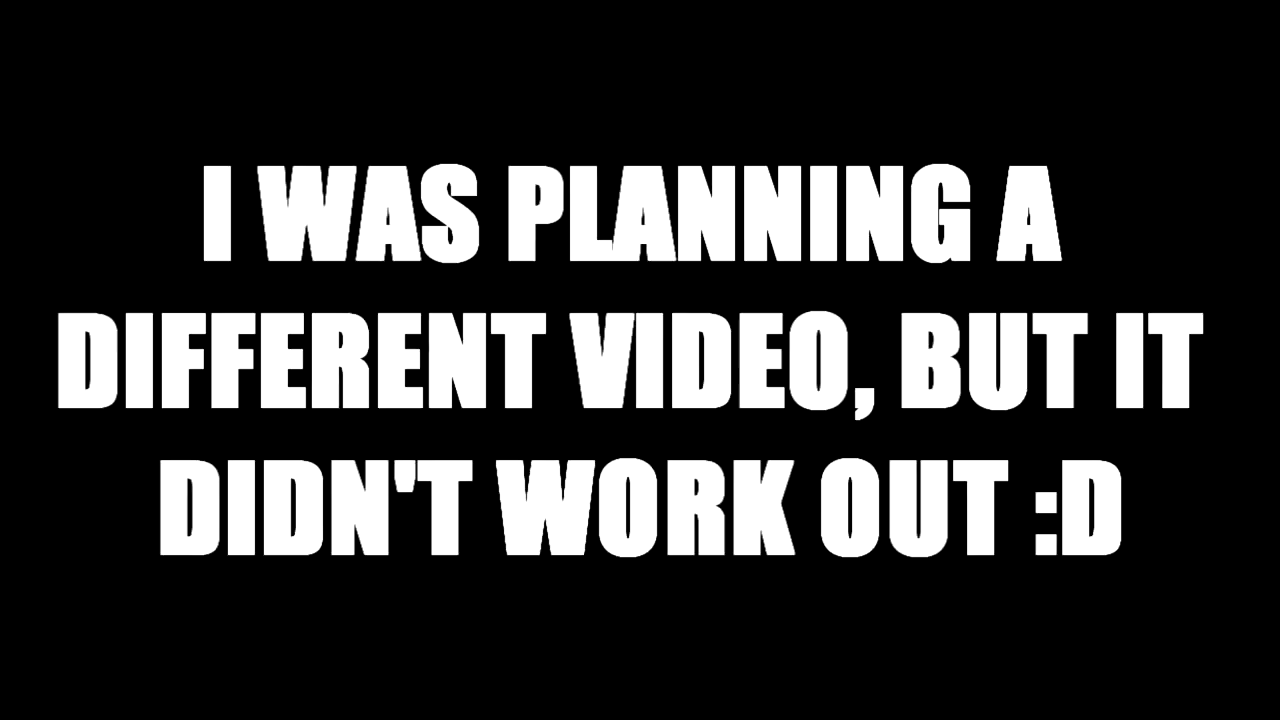 I WAS PLANNING A
DIFFERENT VIDEO, BUT IT
DIDN'T WORK OUT :D